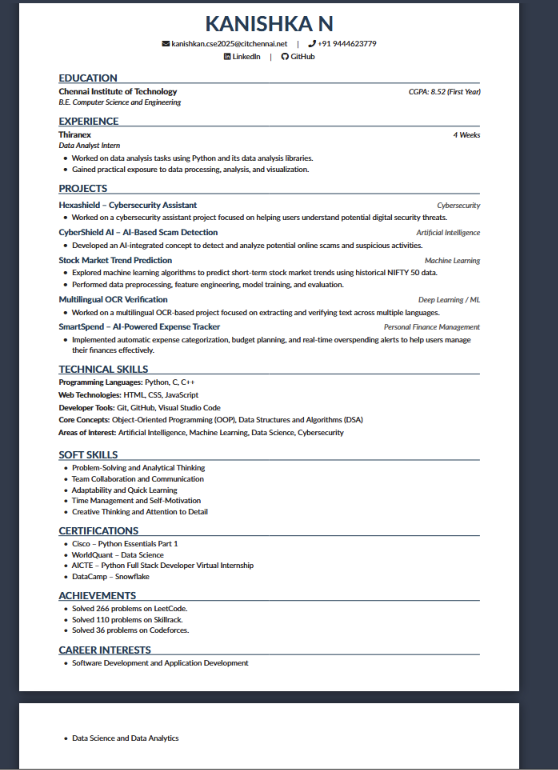 KANISHKA N
kanishkan.cse2025@citchennai.net | +91 9444623779
LinkedIn | GitHub
EDUCATION
Chennai Institute of Technology CGPA: 8.52 (First Year)
B.E. Computer Science and Engineering
EXPERIENCE
Thiranex 4 Weeks
Data Analyst Intern
• Worked on data analysis tasks using Python and its data analysis libraries.
• Gained practical exposure to data processing, analysis, and visualization.
PROJECTS
Hexashield – Cybersecurity Assistant Cybersecurity
• Worked on a cybersecurity assistant project focused on helping users understand potential digital security threats.
CyberShield AI – AI-Based Scam Detection Artificial Intelligence
• Developed an AI-integrated concept to detect and analyze potential online scams and suspicious activities.
Stock Market Trend Prediction Machine Learning
• Explored machine learning algorithms to predict short-term stock market trends using historical NIFTY 50 data.
• Performed data preprocessing, feature engineering, model training, and evaluation.
Multilingual OCR Verification Deep Learning / ML
• Worked on a multilingual OCR-based project focused on extracting and verifying text across multiple languages.
SmartSpend – AI-Powered Expense Tracker Personal Finance Management
• Implemented automatic expense categorization, budget planning, and real-time overspending alerts to help users manage
their finances effectively.
TECHNICAL SKILLS
Programming Languages: Python, C, C++
Web Technologies: HTML, CSS, JavaScript
Developer Tools: Git, GitHub, Visual Studio Code
Core Concepts: Object-Oriented Programming (OOP), Data Structures and Algorithms (DSA)
Areas of Interest: Artificial Intelligence, Machine Learning, Data Science, Cybersecurity
SOFT SKILLS
• Problem-Solving and Analytical Thinking
• Team Collaboration and Communication
• Adaptability and Quick Learning
• Time Management and Self-Motivation
• Creative Thinking and Attention to Detail
CERTIFICATIONS
• Cisco – Python Essentials Part 1
• WorldQuant – Data Science
• AICTE – Python Full Stack Developer Virtual Internship
• DataCamp – Snowflake
ACHIEVEMENTS
• Solved 266 problems on LeetCode.
• Solved 110 problems on Skillrack.
• Solved 36 problems on Codeforces.
CAREER INTERESTS
• Software Development and Application Development
• Data Science and Data Analytics